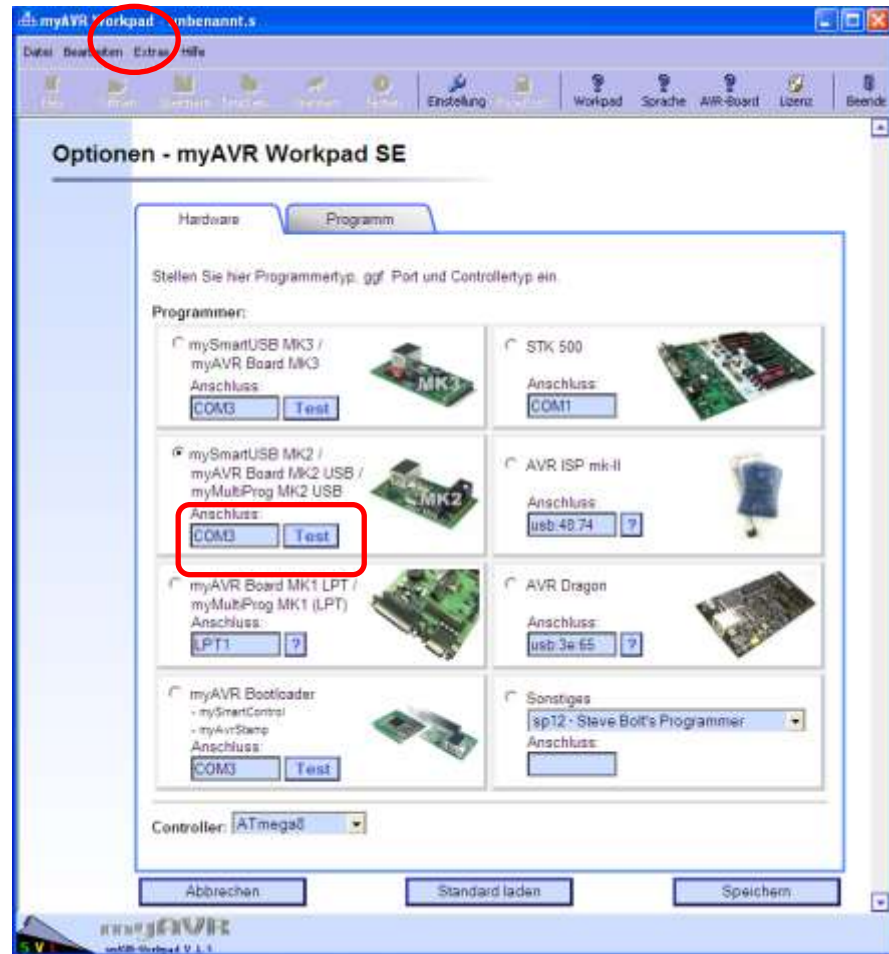 myAVR Workpad - unbenannt.s
Datei Bearbeiten Extras Hilfe
Einstellung Workpad Sprache AVR-Board Lizenz Beende
Optionen - myAVR Workpad SE
Hardware Programm
Stellen Sie hier Programmertyp, ggf. Port und Controllertyp ein.
Programmer:
mySmartUSB MK3 /
myAVR Board MK3
Anschluss:
COM3 Test
MK3
STK 500
Anschluss:
COM1
mySmartUSB MK2 /
myAVR Board MK2 USB /
myMultiProg MK2 USB
Anschluss:
COM3 Test
MK2
AVR ISP mk-II
Anschluss:
usb:48:74 ?
myAVR Board MK1 LPT /
myMultiProg MK1 (LPT)
Anschluss:
LPT1 ?
AVR Dragon
Anschluss:
usb:3e:65 ?
myAVR Bootloader
- mySmartControl
- myAvrStamp
Anschluss:
COM3 Test
Sonstiges
sp12 - Steve Bolt's Programmer
Anschluss:
Controller: ATmega8
Abbrechen Standard laden Speichern
myAVR